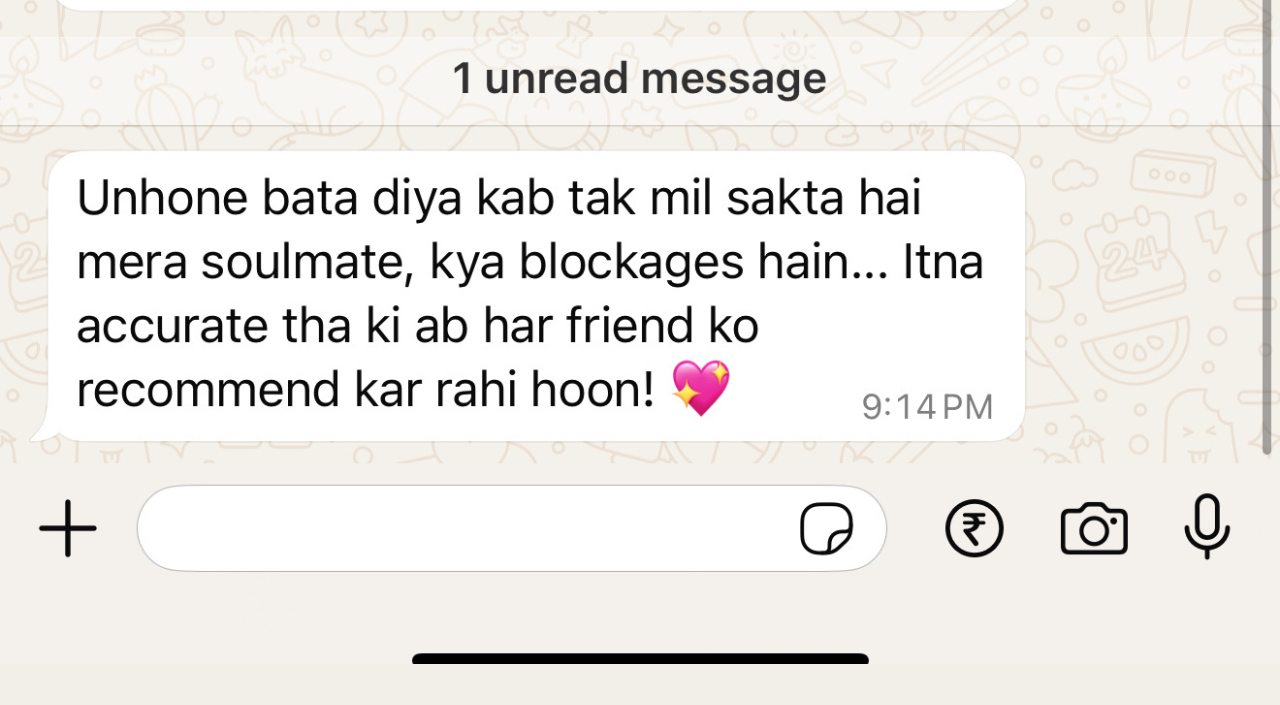 1 unread message
Unhone bata diya kab tak mil sakta hai
mera soulmate, kya blockages hain... Itna
accurate tha ki ab har friend ko
recommend kar rahi hoon! 💖
9:14 PM